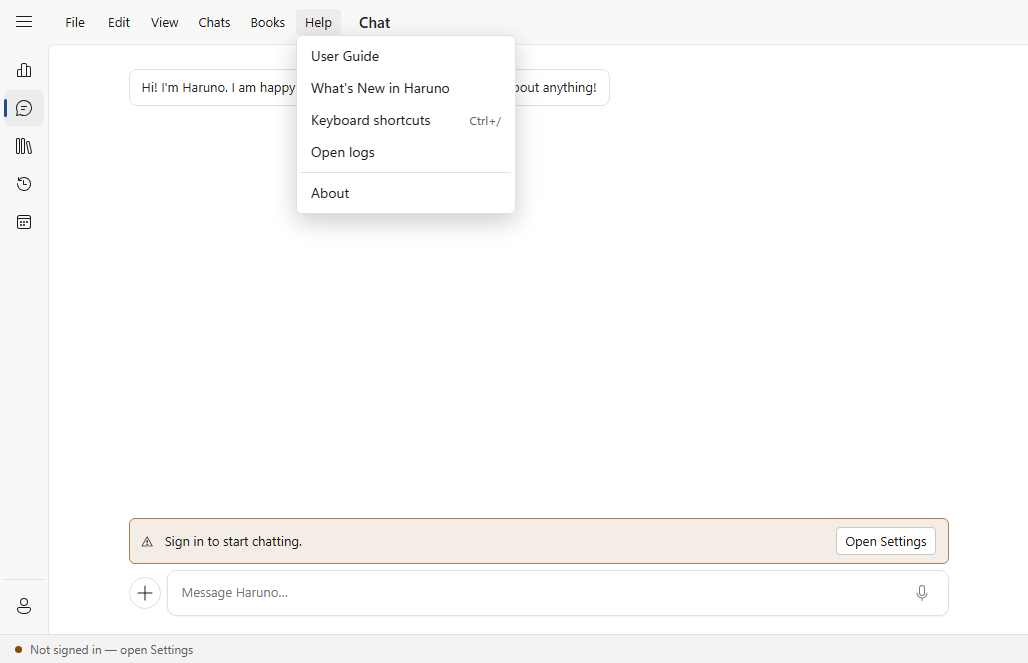 File Edit View Chats Books Help Chat
User Guide
Hi! I'm Haruno. I am happy
bout anything!
What's New in Haruno
Keyboard shortcuts Ctrl+/
Open logs
About
Sign in to start chatting. Open Settings
Message Haruno...
Not signed in — open Settings